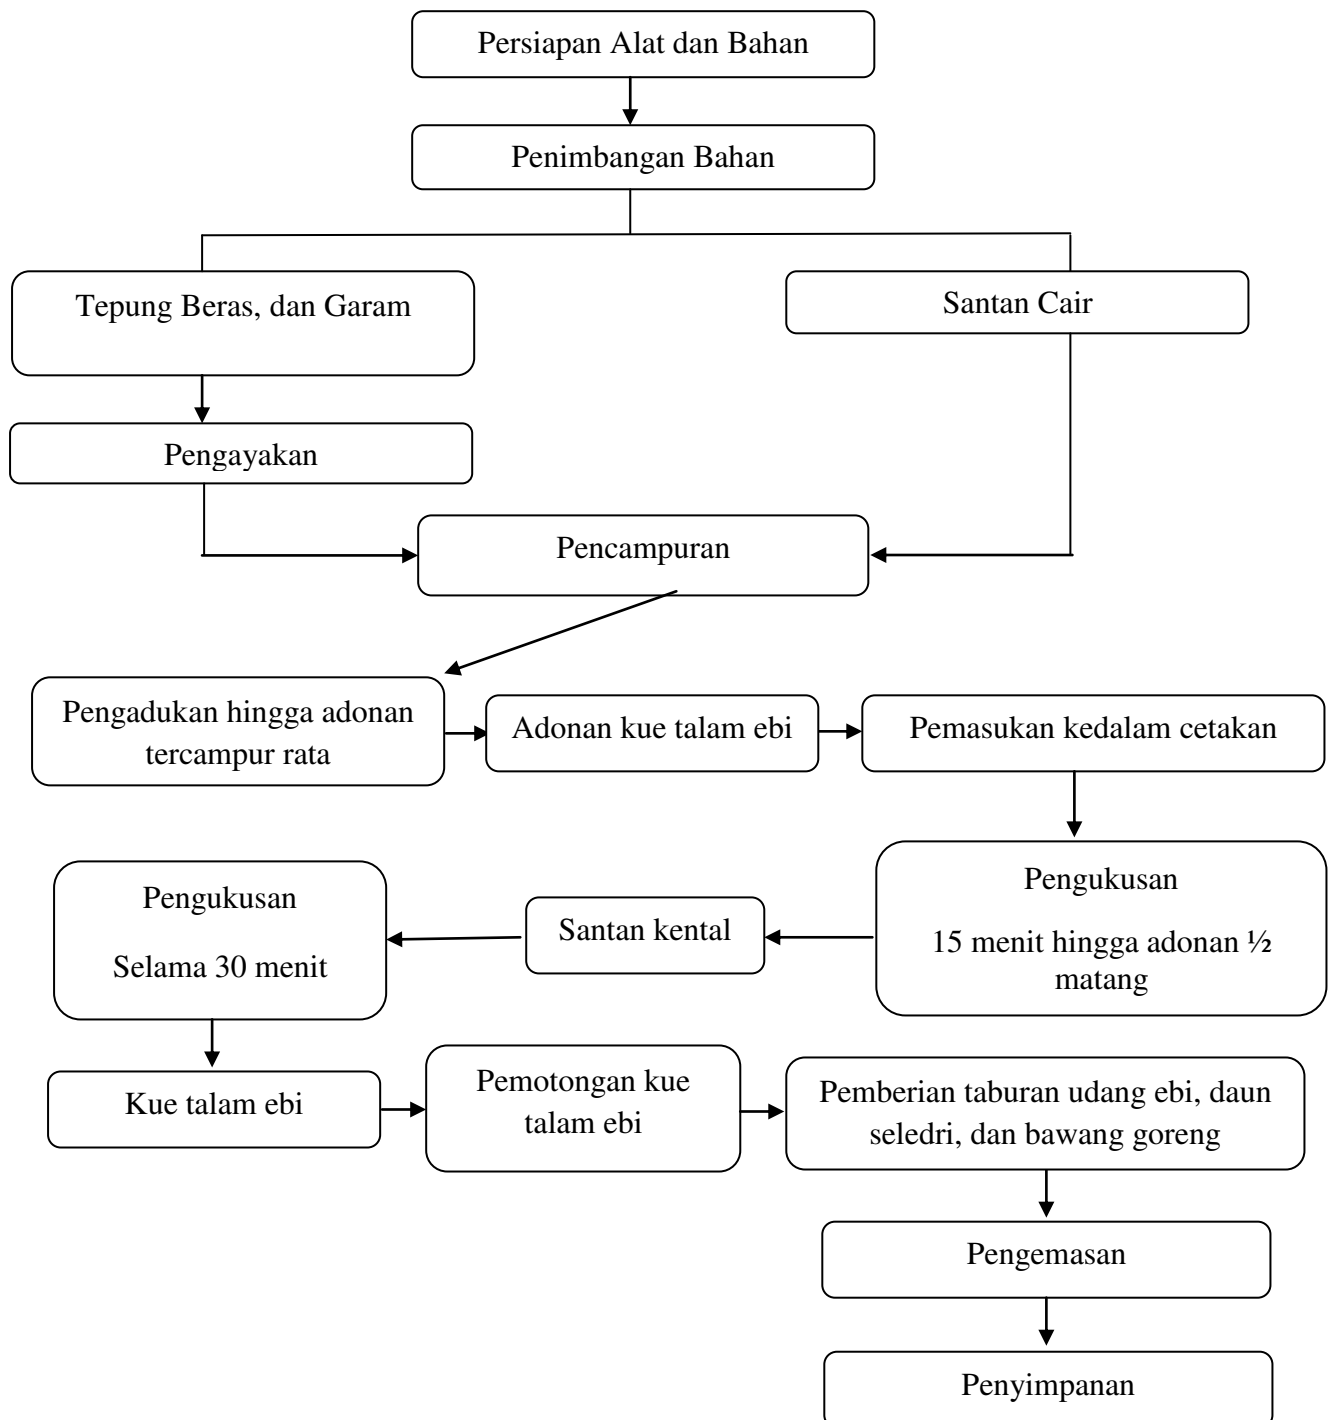 Persiapan Alat dan Bahan
Penimbangan Bahan
Tepung Beras, dan Garam
Santan Cair
Pengayakan
Pencampuran
Pengadukan hingga adonan
tercampur rata
Adonan kue talam ebi
Pemasukan kedalam cetakan
Pengukusan
15 menit hingga adonan ½
matang
Santan kental
Pengukusan
Selama 30 menit
Kue talam ebi
Pemotongan kue
talam ebi
Pemberian taburan udang ebi, daun
seledri, dan bawang goreng
Pengemasan
Penyimpanan